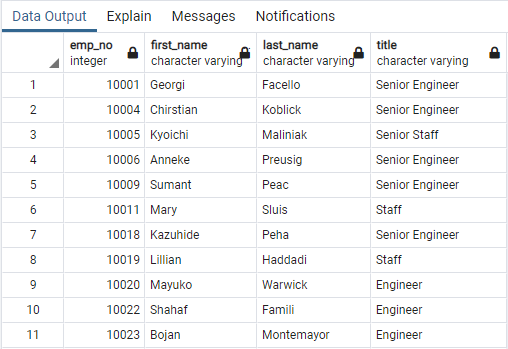 Data Output Explain Messages Notifications
emp_no first_name last_name title
integer character varying character varying character varying
1 10001 Georgi Facello Senior Engineer
2 10004 Chirstian Koblick Senior Engineer
3 10005 Kyoichi Maliniak Senior Staff
4 10006 Anneke Preusig Senior Engineer
5 10009 Sumant Peac Senior Engineer
6 10011 Mary Sluis Staff
7 10018 Kazuhide Peha Senior Engineer
8 10019 Lillian Haddadi Staff
9 10020 Mayuko Warwick Engineer
10 10022 Shahaf Famili Engineer
11 10023 Bojan Montemayor Engineer